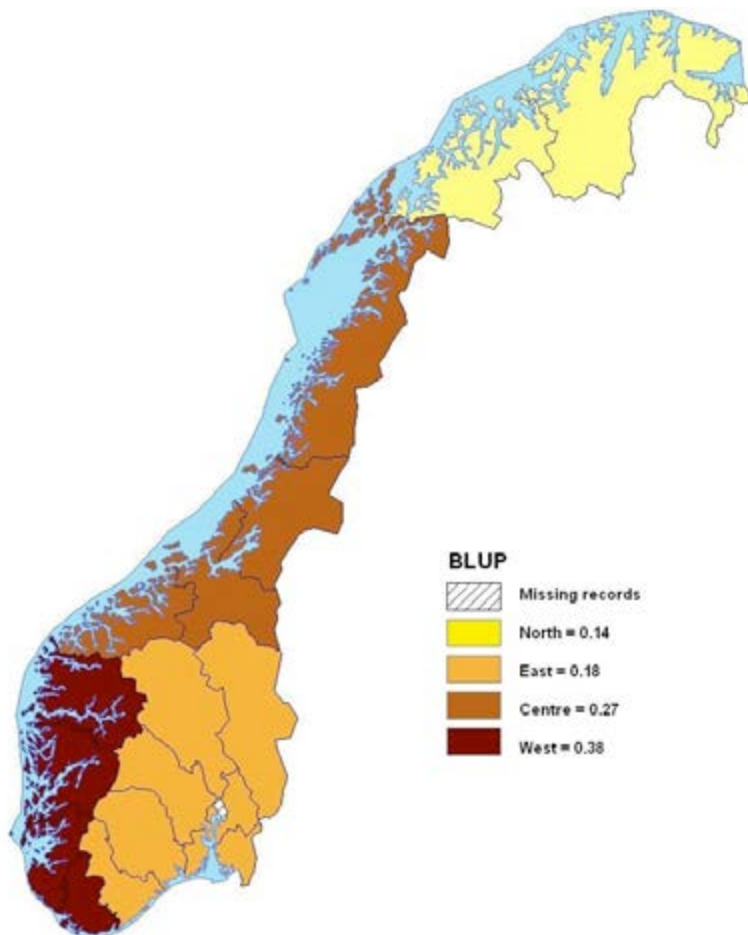 BLUP
Missing records
North = 0.14
East = 0.18
Centre = 0.27
West = 0.38